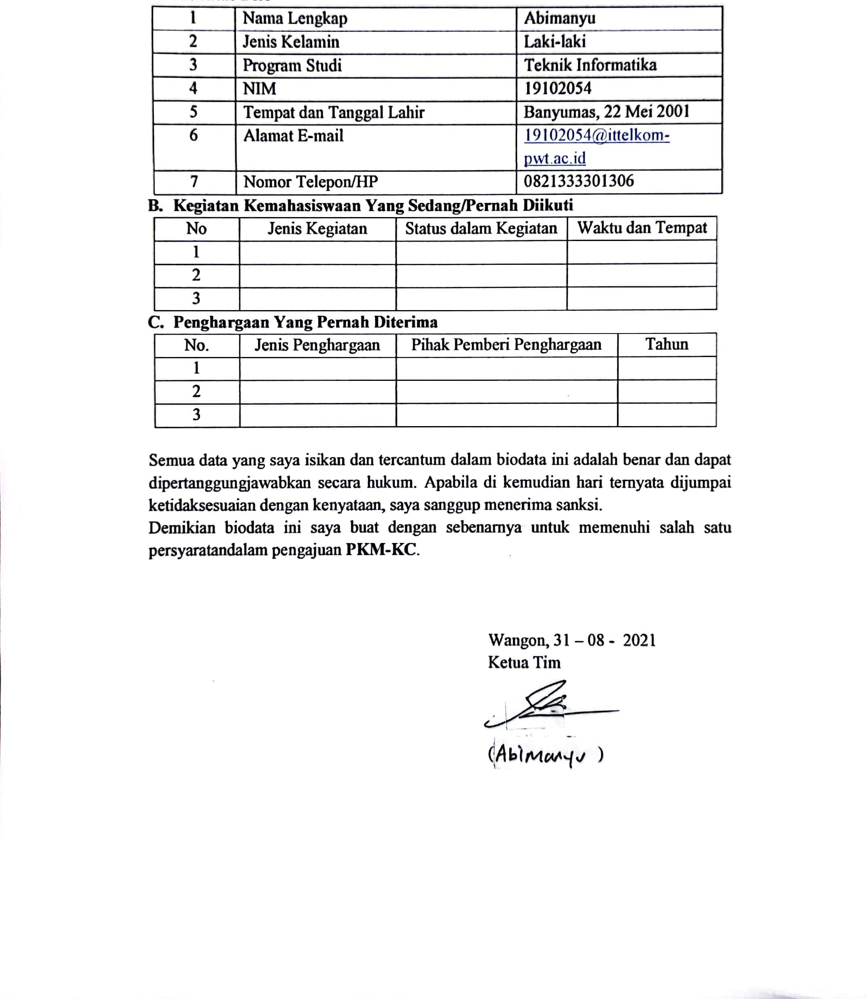 1 Nama Lengkap Abimanyu
2 Jenis Kelamin Laki-laki
3 Program Studi Teknik Informatika
4 NIM 19102054
5 Tempat dan Tanggal Lahir Banyumas, 22 Mei 2001
6 Alamat E-mail 19102054@ittelkom-
pwt.ac.id
7 Nomor Telepon/HP 0821333301306
B. Kegiatan Kemahasiswaan Yang Sedang/Pernah Diikuti
No Jenis Kegiatan Status dalam Kegiatan Waktu dan Tempat
1
2
3
C. Penghargaan Yang Pernah Diterima
No. Jenis Penghargaan Pihak Pemberi Penghargaan Tahun
1
2
3
Semua data yang saya isikan dan tercantum dalam biodata ini adalah benar dan dapat
dipertanggungjawabkan secara hukum. Apabila di kemudian hari ternyata dijumpai
ketidaksesuaian dengan kenyataan, saya sanggup menerima sanksi.
Demikian biodata ini saya buat dengan sebenarnya untuk memenuhi salah satu
persyaratandalam pengajuan PKM-KC.
Wangon, 31 – 08 - 2021
Ketua Tim
(Abimanyu)